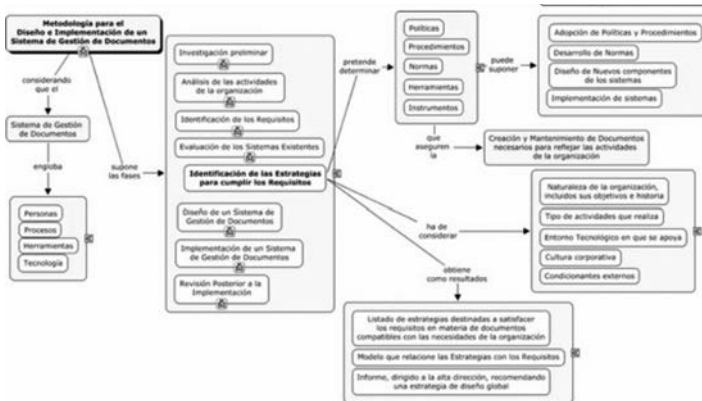 Metodología para el
Diseño e Implementación de un
Sistema de Gestión de Documentos
considerando
que el
Sistema de Gestión
de Documentos
engloba
Personas
Procesos
Herramientas
Tecnología
supone
las fases
Investigación preliminar
Análisis de las actividades
de la organización
Identificación de los Requisitos
Evaluación de los Sistemas Existentes
Identificación de las Estrategias
para cumplir los Requisitos
Diseño de un Sistema de
Gestión de Documentos
Implementación de un Sistema
de Gestión de Documentos
Revisión Posterior a la
Implementación
pretende
determinar
Políticas
Procedimientos
Normas
Herramientas
Instrumentos
puede
suponer
Adopción de Políticas y Procedimientos
Desarrollo de Normas
Diseño de Nuevos componentes
de los sistemas
Implementación de sistemas
que
aseguren
la
Creación y Mantenimiento de Documentos
necesarios para reflejar las actividades
de la organización
ha de
considerar
Naturaleza de la organización,
incluidos sus objetivos e historia
Tipo de actividades que realiza
Entorno Tecnológico en que se apoya
Cultura corporativa
Condicionantes externos
obtiene
como resultados
Listado de estrategias destinadas a satisfacer
los requisitos en materia de documentos
compatibles con las necesidades de la organización
Modelo que relacione las Estrategias con los Requisitos
Informe, dirigido a la alta dirección, recomendando
una estrategia de diseño global